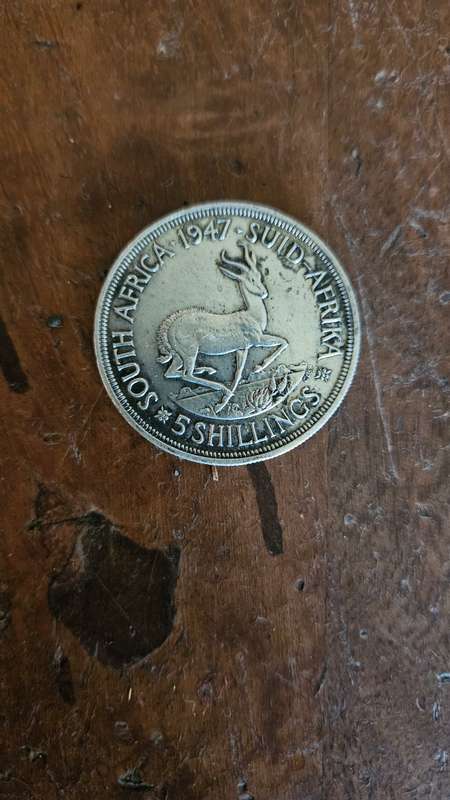 SOUTH AFRICA · 1947 · SUID-AFRIKA
5 SHILLINGS